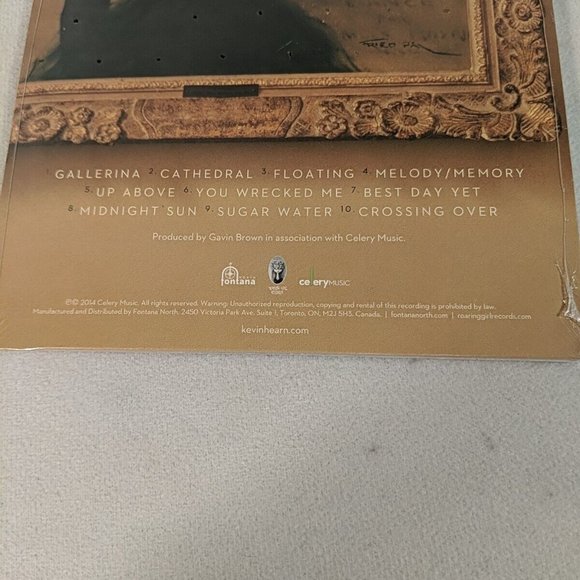 1. GALLERINA 2. CATHEDRAL 3. FLOATING 4. MELODY/MEMORY
5. UP ABOVE 6. YOU WRECKED ME 7. BEST DAY YET
8. MIDNIGHT SUN 9. SUGAR WATER 10. CROSSING OVER
Produced by Gavin Brown in association with Celery Music.
fontana NORTH celeryMUSIC
℗© 2014 Celery Music. All rights reserved. Warning: Unauthorized reproduction, copying and rental of this recording is prohibited by law.
Manufactured and Distributed by Fontana North. 2450 Victoria Park Ave. Suite 1, Toronto, ON, M2J 5H3. Canada. | fontananorth.com | roaringgirlrecords.com
kevinhearn.com